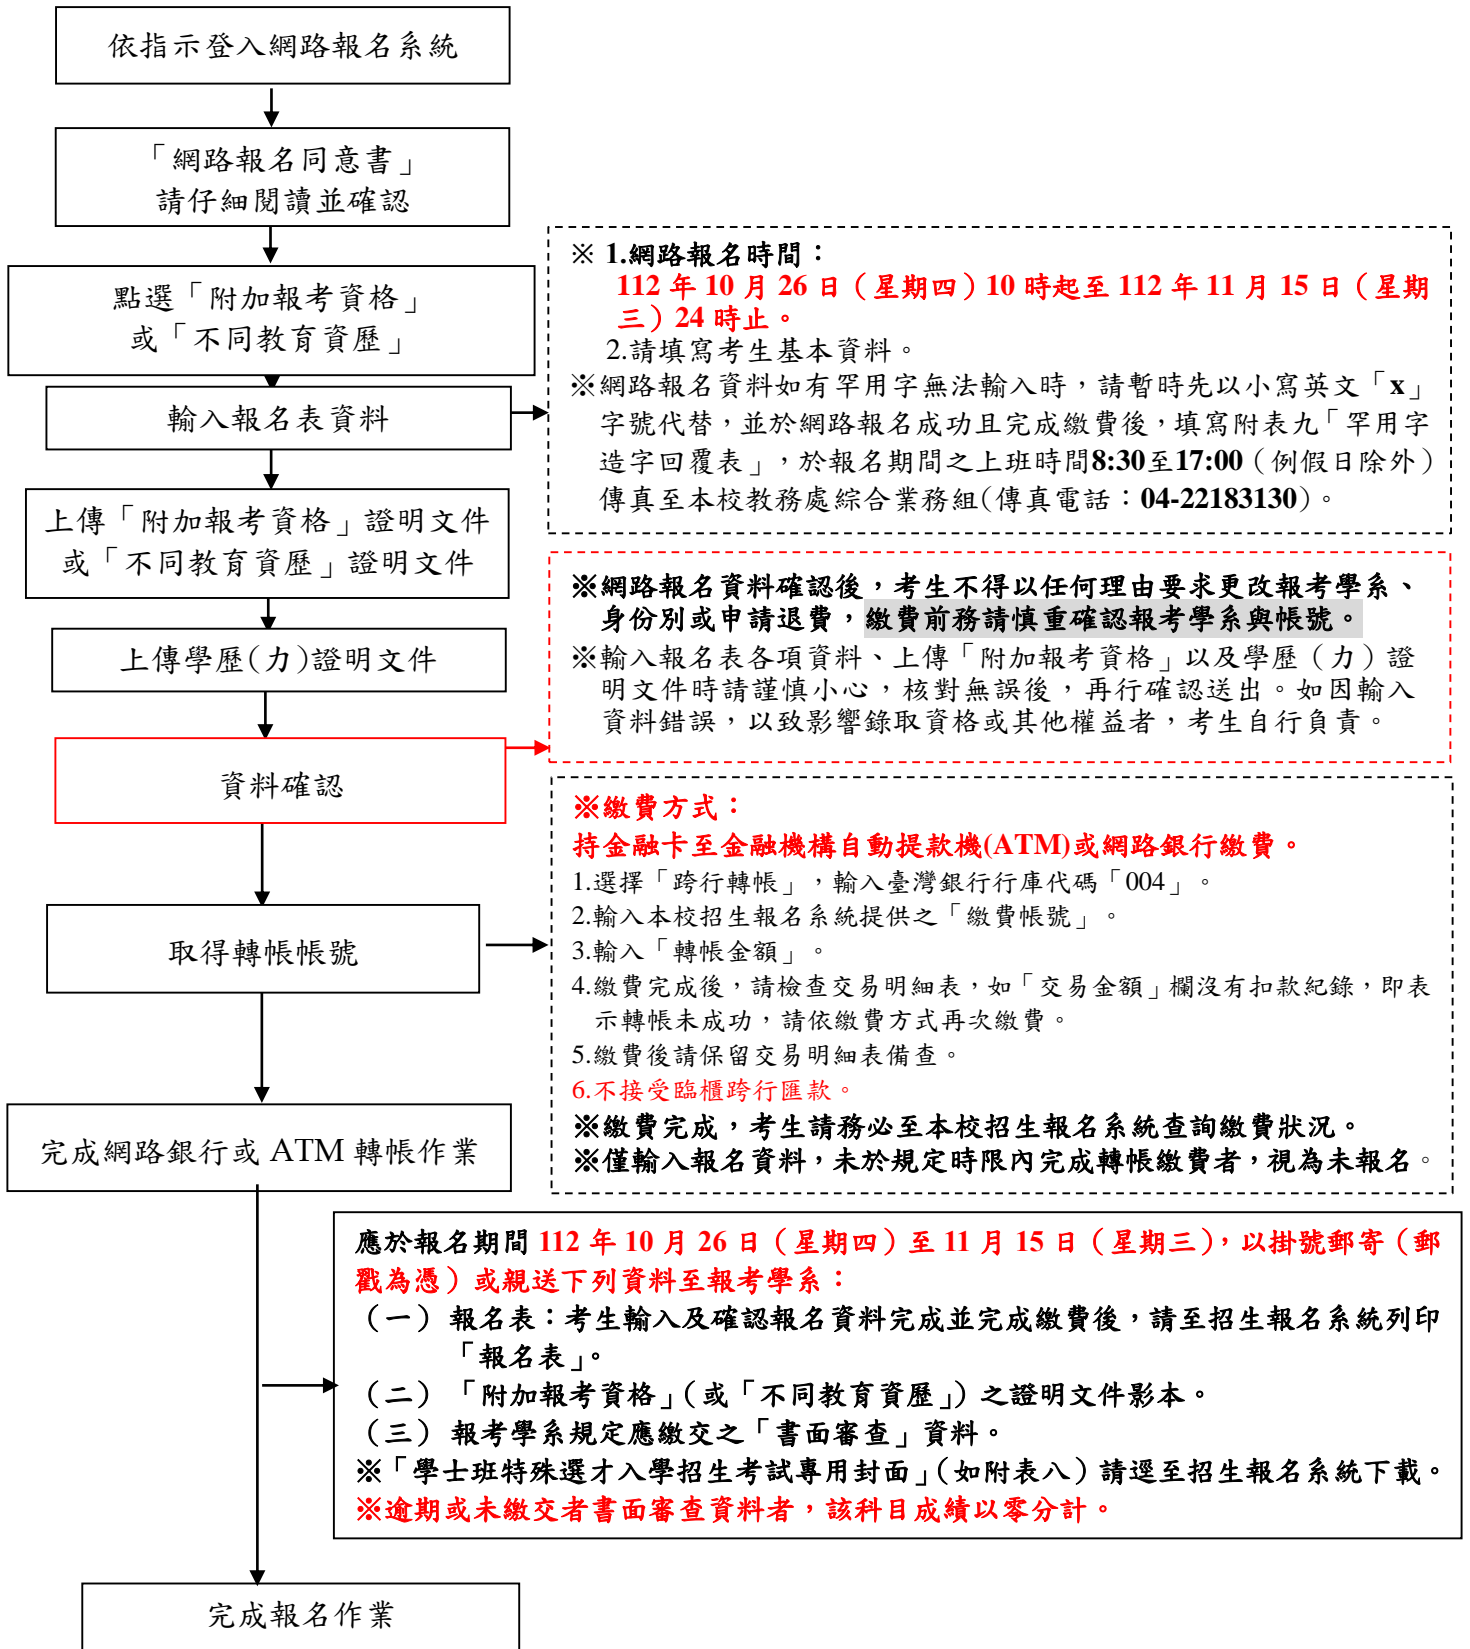 依指示登入網路報名系統
「網路報名同意書」
請仔細閱讀並確認
點選「附加報考資格」
或「不同教育資歷」
輸入報名表資料
※ 1.網路報名時間：
112 年 10 月 26 日（星期四）10 時起至 112 年 11 月 15 日（星期
三）24 時止。
2.請填寫考生基本資料。
※網路報名資料如有罕用字無法輸入時，請暫時先以小寫英文「x」
字號代替，並於網路報名成功且完成繳費後，填寫附表九「罕用字
造字回覆表」，於報名期間之上班時間8:30至17:00（例假日除外）
傳真至本校教務處綜合業務組(傳真電話：04-22183130)。
上傳「附加報考資格」證明文件
或「不同教育資歷」證明文件
上傳學歷(力)證明文件
資料確認
※網路報名資料確認後，考生不得以任何理由要求更改報考學系、
身份別或申請退費，繳費前務請慎重確認報考學系與帳號。
※輸入報名表各項資料、上傳「附加報考資格」以及學歷（力）證
明文件時請謹慎小心，核對無誤後，再行確認送出。如因輸入
資料錯誤，以致影響錄取資格或其他權益者，考生自行負責。
取得轉帳帳號
※繳費方式：
持金融卡至金融機構自動提款機(ATM)或網路銀行繳費。
1.選擇「跨行轉帳」，輸入臺灣銀行行庫代碼「004」。
2.輸入本校招生報名系統提供之「繳費帳號」。
3.輸入「轉帳金額」。
4.繳費完成後，請檢查交易明細表，如「交易金額」欄沒有扣款紀錄，即表
示轉帳未成功，請依繳費方式再次繳費。
5.繳費後請保留交易明細表備查。
6.不接受臨櫃跨行匯款。
※繳費完成，考生請務必至本校招生報名系統查詢繳費狀況。
※僅輸入報名資料，未於規定時限內完成轉帳繳費者，視為未報名。
完成網路銀行或 ATM 轉帳作業
應於報名期間 112 年 10 月 26 日（星期四）至 11 月 15 日（星期三），以掛號郵寄（郵
戳為憑）或親送下列資料至報考學系：
（一） 報名表：考生輸入及確認報名資料完成並完成繳費後，請至招生報名系統列印
「報名表」。
（二） 「附加報考資格」（或「不同教育資歷」）之證明文件影本。
（三） 報考學系規定應繳交之「書面審查」資料。
※「學士班特殊選才入學招生考試專用封面」（如附表八）請逕至招生報名系統下載。
※逾期或未繳交者書面審查資料者，該科目成績以零分計。
完成報名作業